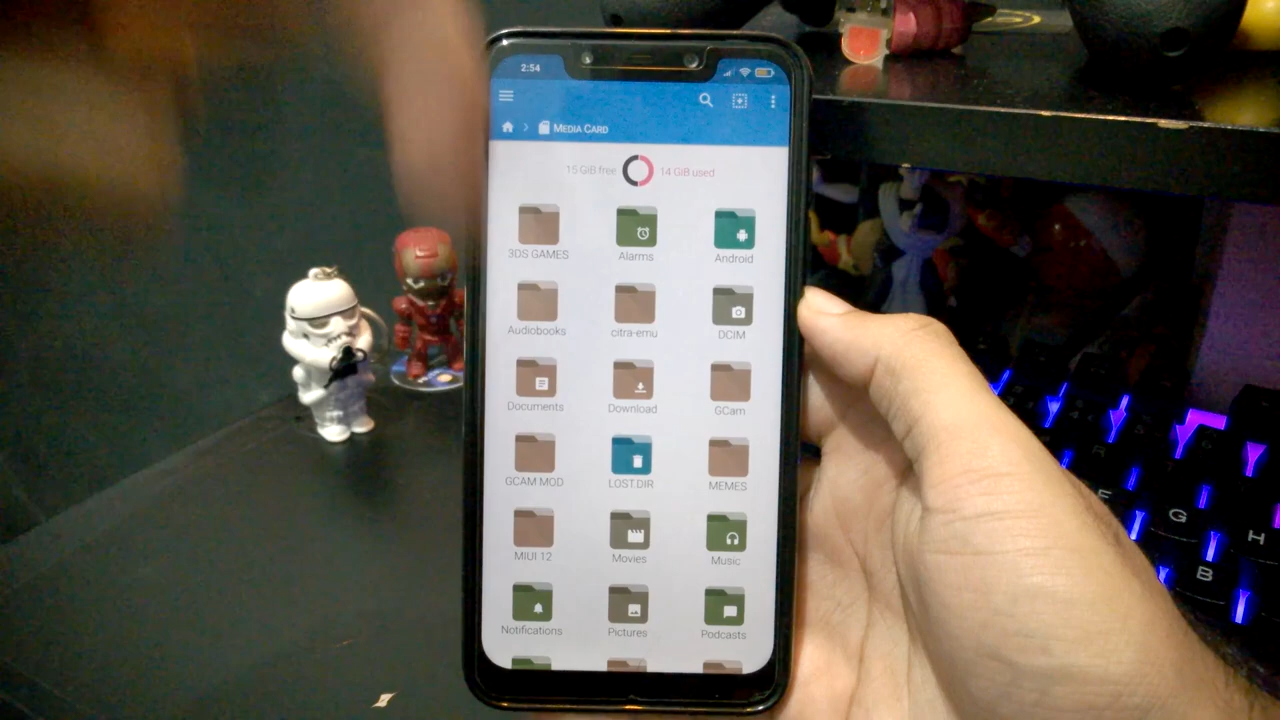 2:54
MEDIA CARD
15 GiB free 14 GiB used
3DS GAMES Alarms Android
Audiobooks citra-emu DCIM
Documents Download GCam
GCAM MOD LOST.DIR MEMES
MIUI 12 Movies Music
Notifications Pictures Podcasts
G H
B